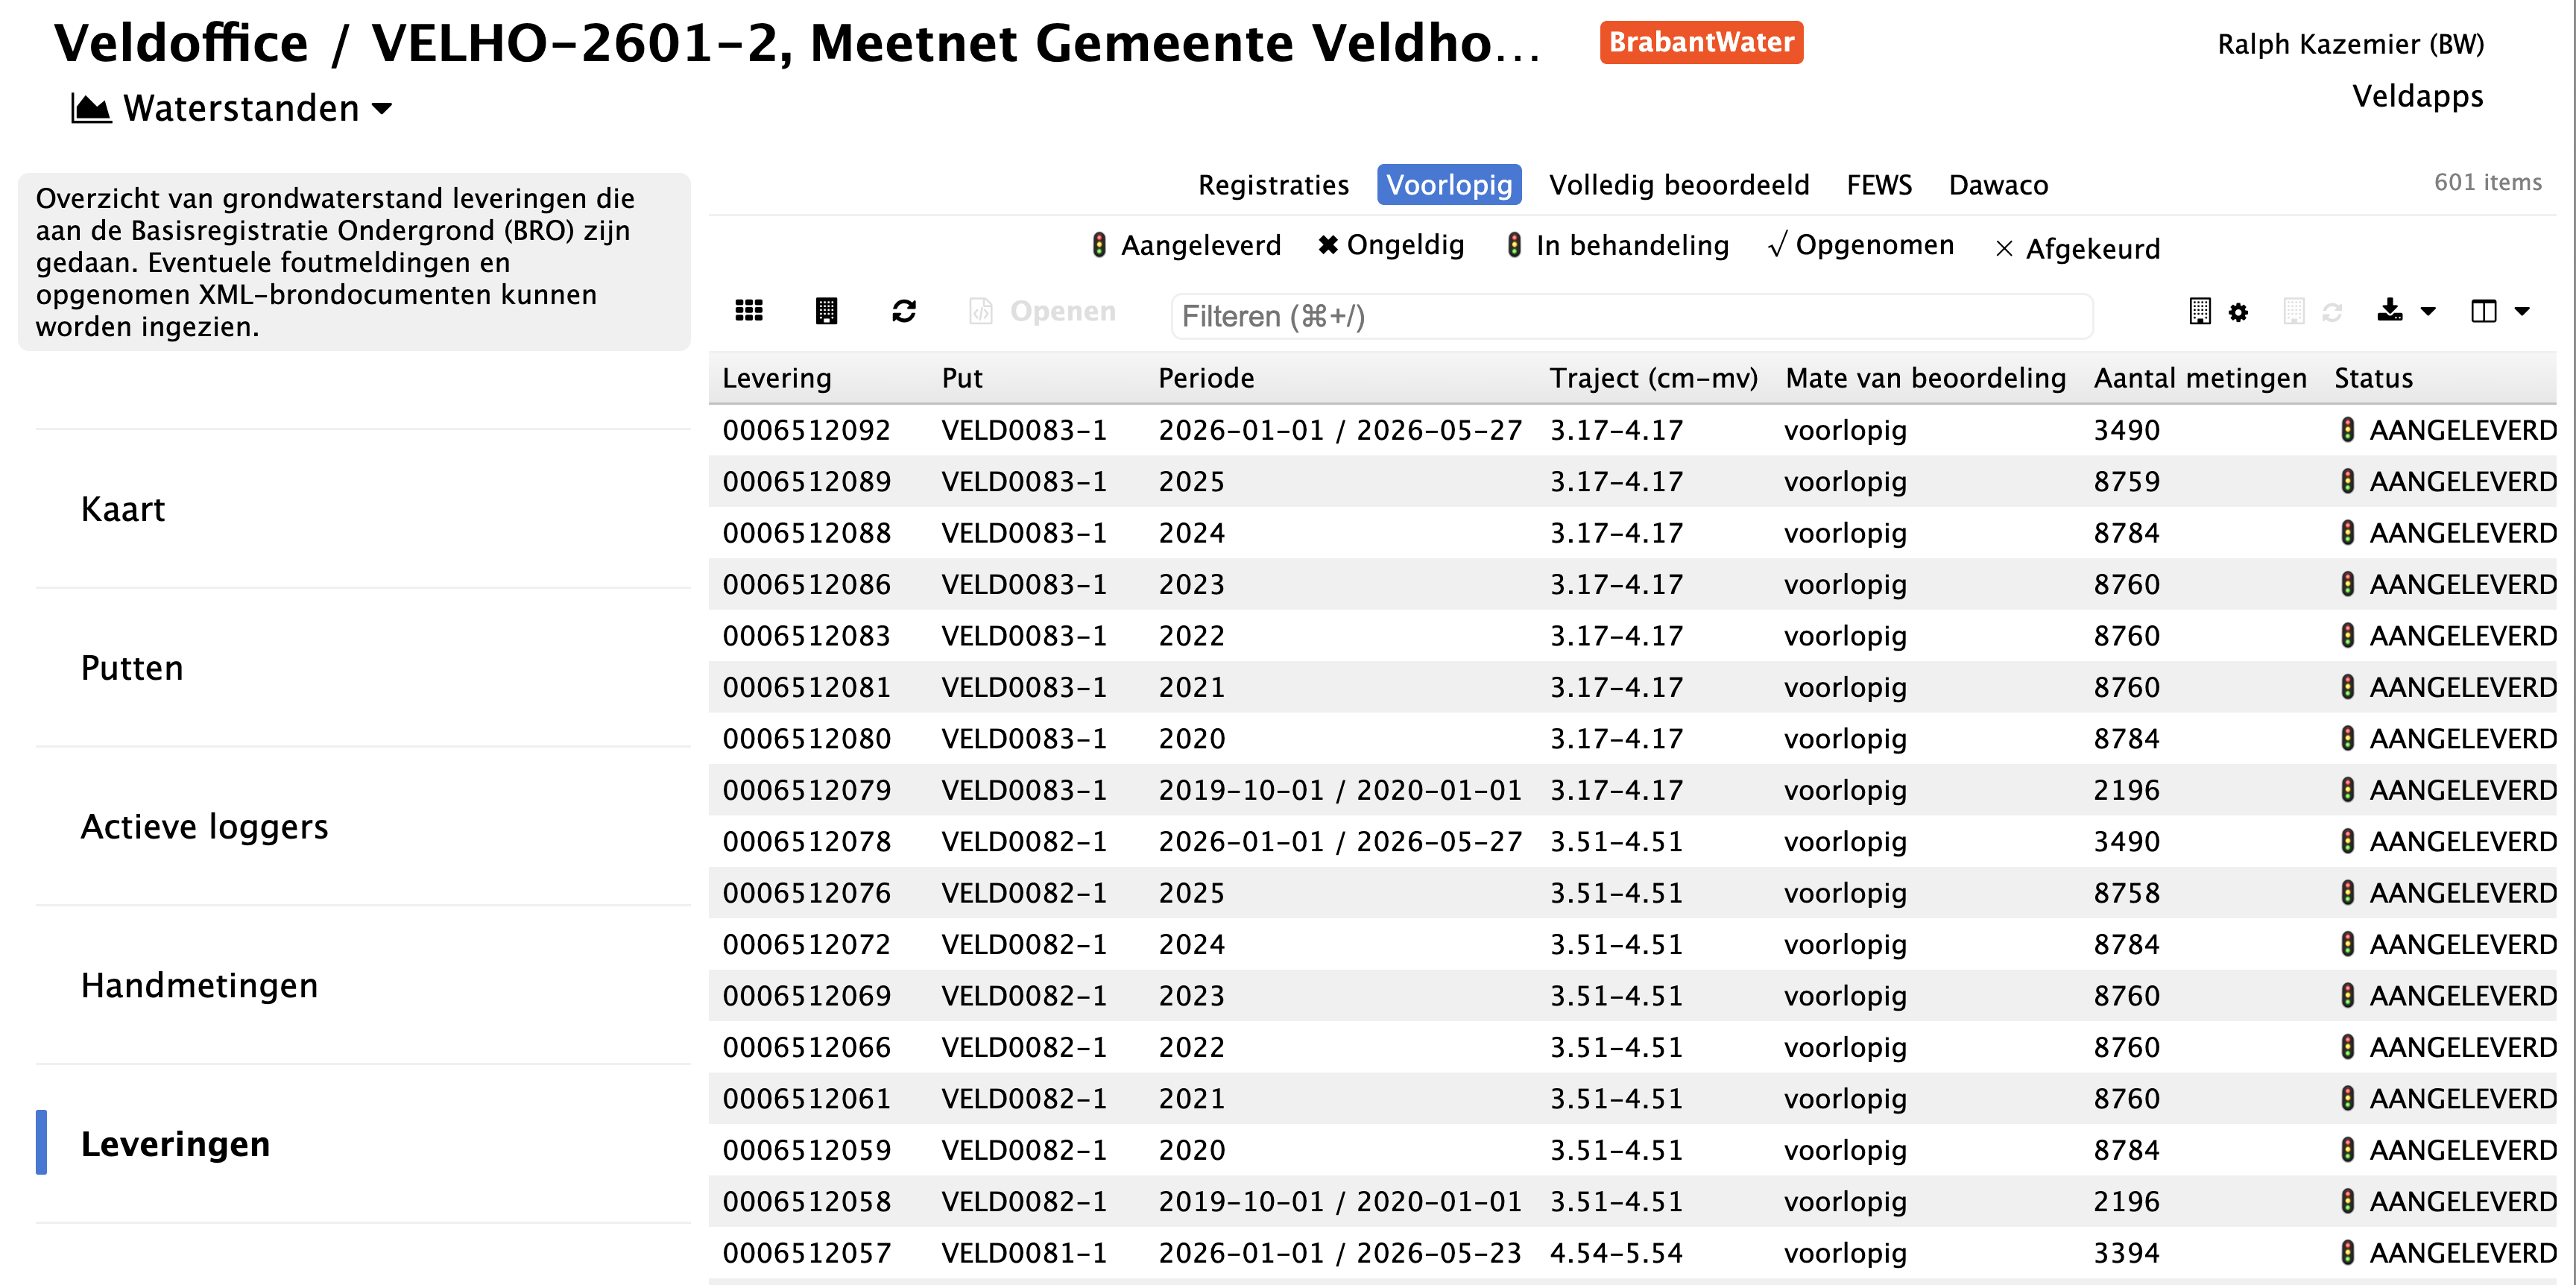 Veldoffice / VELHO-2601-2, Meetnet Gemeente Veldho...
BrabantWater
Ralph Kazemier (BW)
Waterstanden
Veldapps
Overzicht van grondwaterstand leveringen die
aan de Basisregistratie Ondergrond (BRO) zijn
gedaan. Eventuele foutmeldingen en
opgenomen XML-brondocumenten kunnen
worden ingezien.
Kaart
Putten
Actieve loggers
Handmetingen
Leveringen
Registraties Voorlopig Volledig beoordeeld FEWS Dawaco
601 items
Aangeleverd ✖ Ongeldig In behandeling √ Opgenomen × Afgekeurd
Openen Filteren (⌘+/)
Levering Put Periode Traject (cm-mv) Mate van beoordeling Aantal metingen Status
0006512092 VELD0083-1 2026-01-01 / 2026-05-27 3.17-4.17 voorlopig 3490 AANGELEVERD
0006512089 VELD0083-1 2025 3.17-4.17 voorlopig 8759 AANGELEVERD
0006512088 VELD0083-1 2024 3.17-4.17 voorlopig 8784 AANGELEVERD
0006512086 VELD0083-1 2023 3.17-4.17 voorlopig 8760 AANGELEVERD
0006512083 VELD0083-1 2022 3.17-4.17 voorlopig 8760 AANGELEVERD
0006512081 VELD0083-1 2021 3.17-4.17 voorlopig 8760 AANGELEVERD
0006512080 VELD0083-1 2020 3.17-4.17 voorlopig 8784 AANGELEVERD
0006512079 VELD0083-1 2019-10-01 / 2020-01-01 3.17-4.17 voorlopig 2196 AANGELEVERD
0006512078 VELD0082-1 2026-01-01 / 2026-05-27 3.51-4.51 voorlopig 3490 AANGELEVERD
0006512076 VELD0082-1 2025 3.51-4.51 voorlopig 8758 AANGELEVERD
0006512072 VELD0082-1 2024 3.51-4.51 voorlopig 8784 AANGELEVERD
0006512069 VELD0082-1 2023 3.51-4.51 voorlopig 8760 AANGELEVERD
0006512066 VELD0082-1 2022 3.51-4.51 voorlopig 8760 AANGELEVERD
0006512061 VELD0082-1 2021 3.51-4.51 voorlopig 8760 AANGELEVERD
0006512059 VELD0082-1 2020 3.51-4.51 voorlopig 8784 AANGELEVERD
0006512058 VELD0082-1 2019-10-01 / 2020-01-01 3.51-4.51 voorlopig 2196 AANGELEVERD
0006512057 VELD0081-1 2026-01-01 / 2026-05-23 4.54-5.54 voorlopig 3394 AANGELEVERD